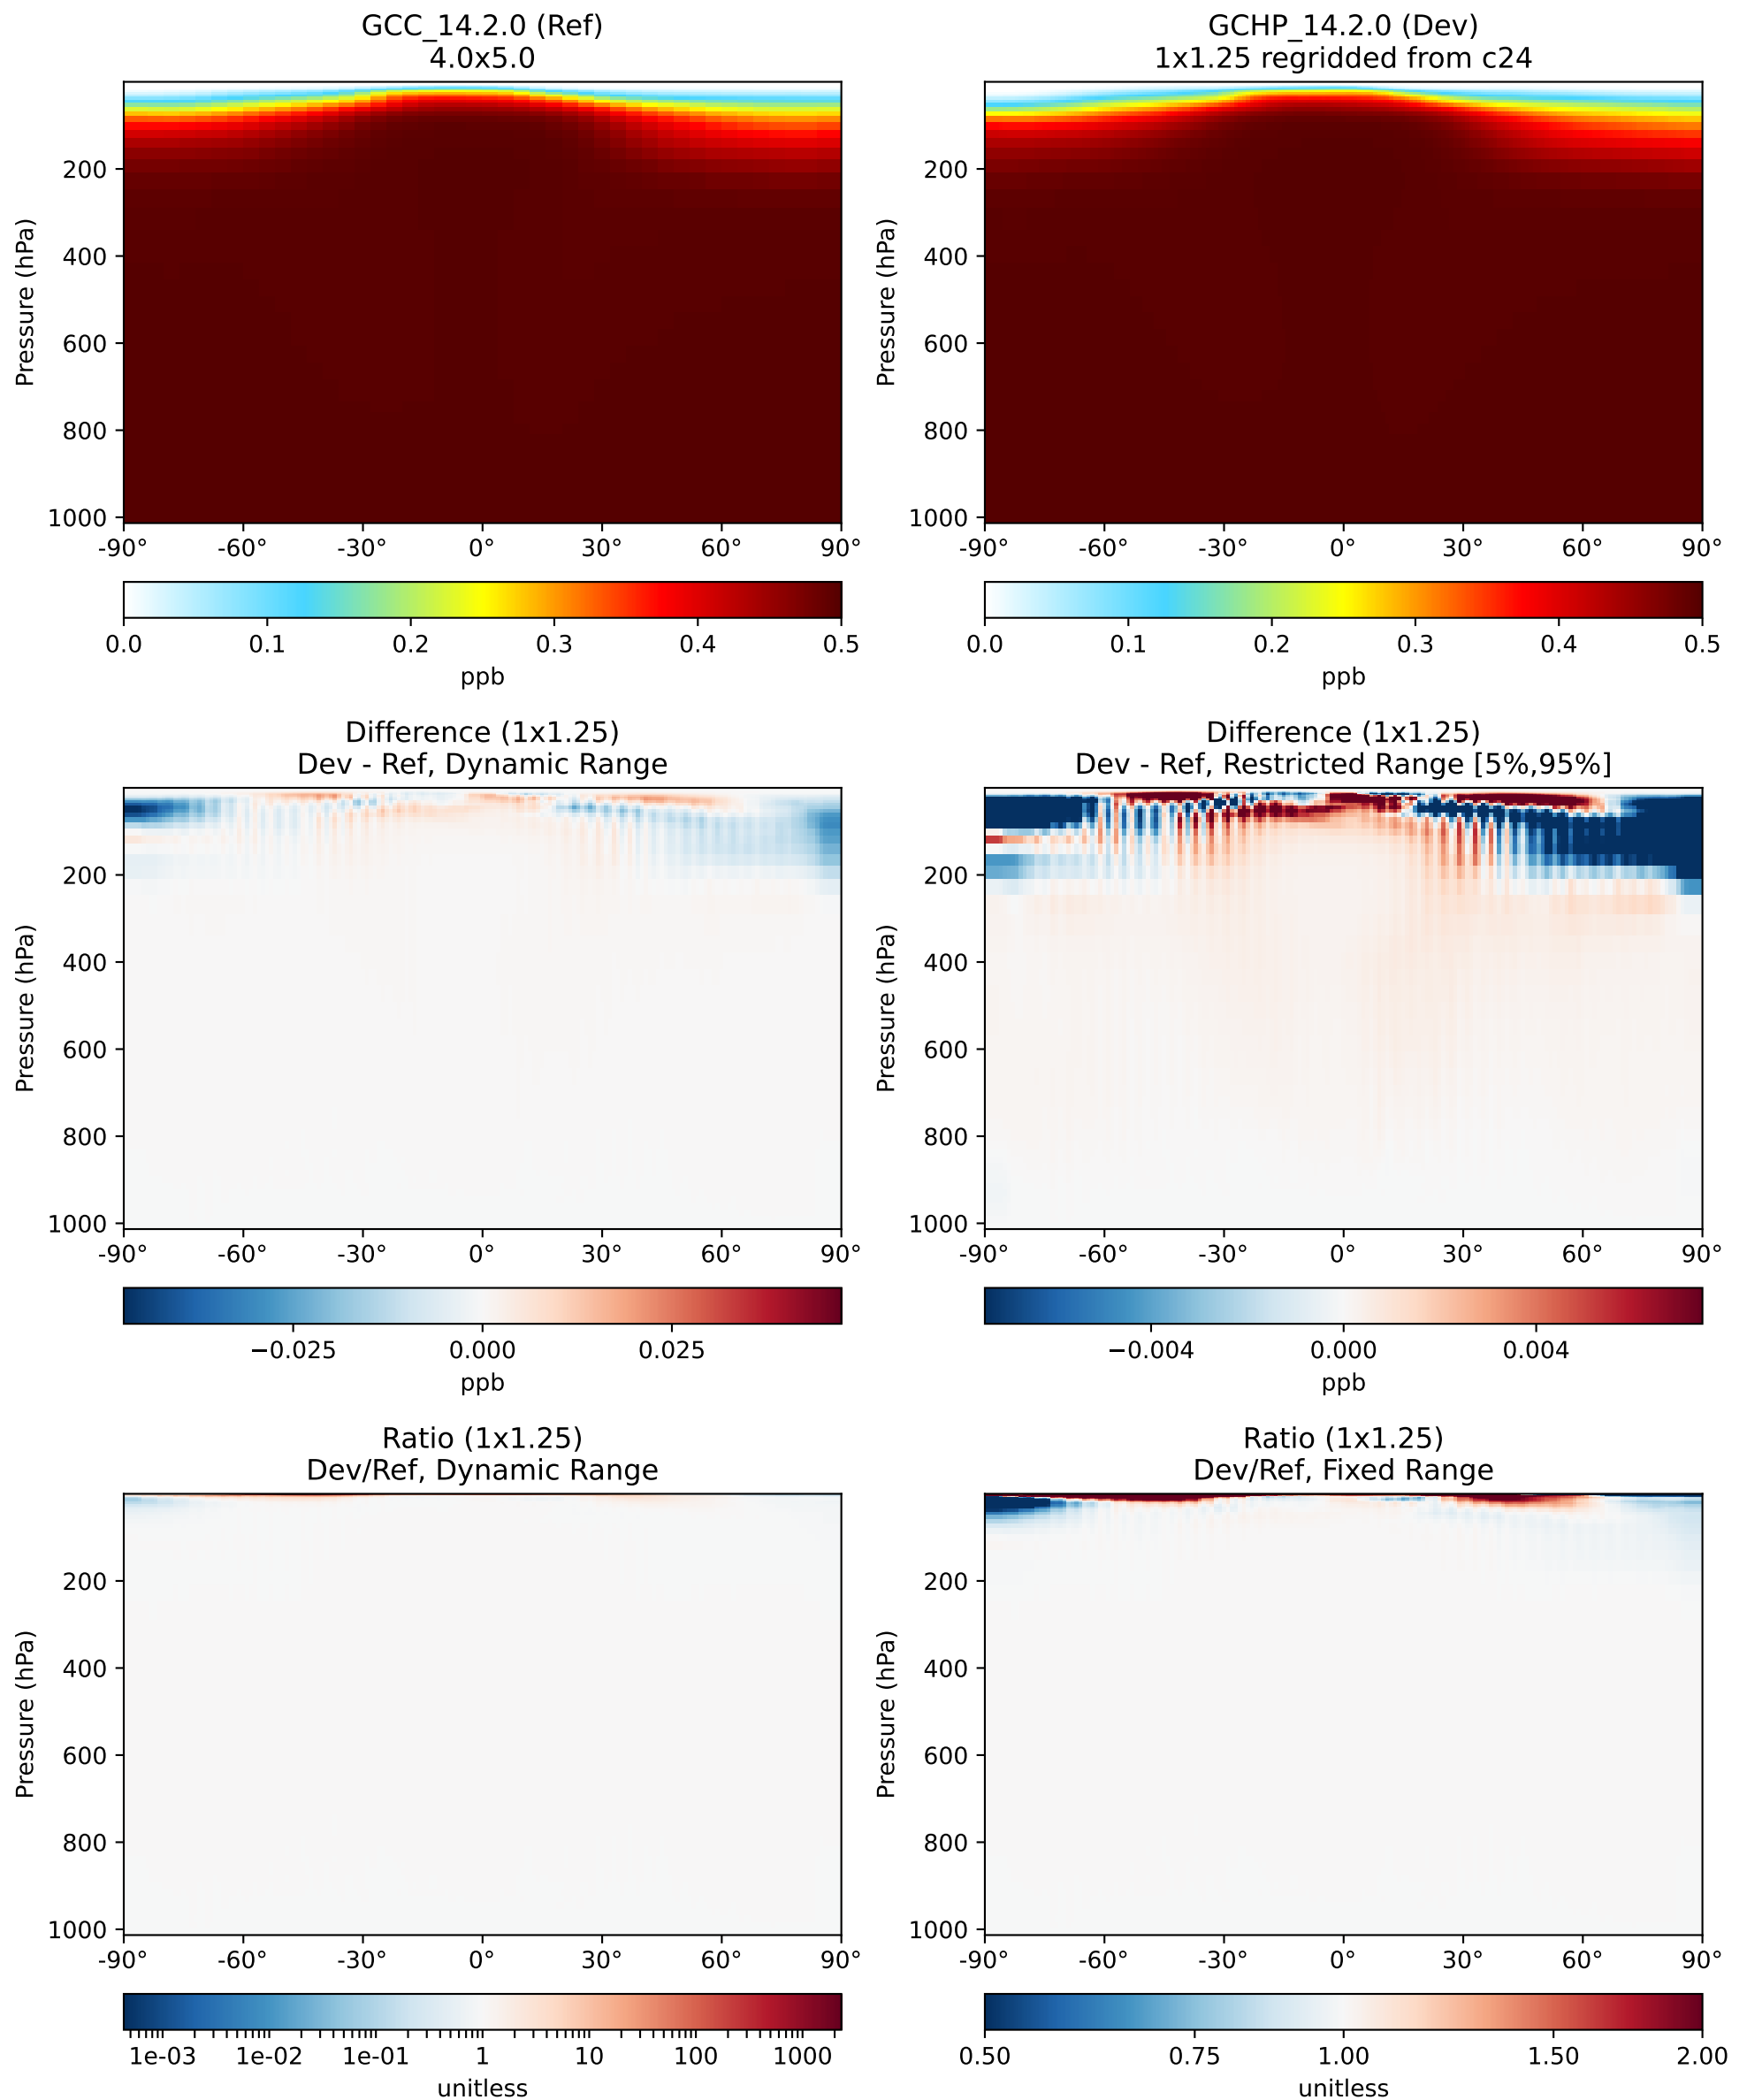 GCC_14.2.0 (Ref)
4.0x5.0
Pressure (hPa)
200
400
600
800
1000
-90° -60° -30° 0° 30° 60° 90°
0.0 0.1 0.2 0.3 0.4 0.5
ppb
GCHP_14.2.0 (Dev)
1x1.25 regridded from c24
Pressure (hPa)
200
400
600
800
1000
-90° -60° -30° 0° 30° 60° 90°
0.0 0.1 0.2 0.3 0.4 0.5
ppb
Difference (1x1.25)
Dev - Ref, Dynamic Range
Pressure (hPa)
200
400
600
800
1000
-90° -60° -30° 0° 30° 60° 90°
−0.025 0.000 0.025
ppb
Difference (1x1.25)
Dev - Ref, Restricted Range [5%,95%]
Pressure (hPa)
200
400
600
800
1000
-90° -60° -30° 0° 30° 60° 90°
−0.004 0.000 0.004
ppb
Ratio (1x1.25)
Dev/Ref, Dynamic Range
Pressure (hPa)
200
400
600
800
1000
-90° -60° -30° 0° 30° 60° 90°
1e-03 1e-02 1e-01 1 10 100 1000
unitless
Ratio (1x1.25)
Dev/Ref, Fixed Range
Pressure (hPa)
200
400
600
800
1000
-90° -60° -30° 0° 30° 60° 90°
0.50 0.75 1.00 1.50 2.00
unitless